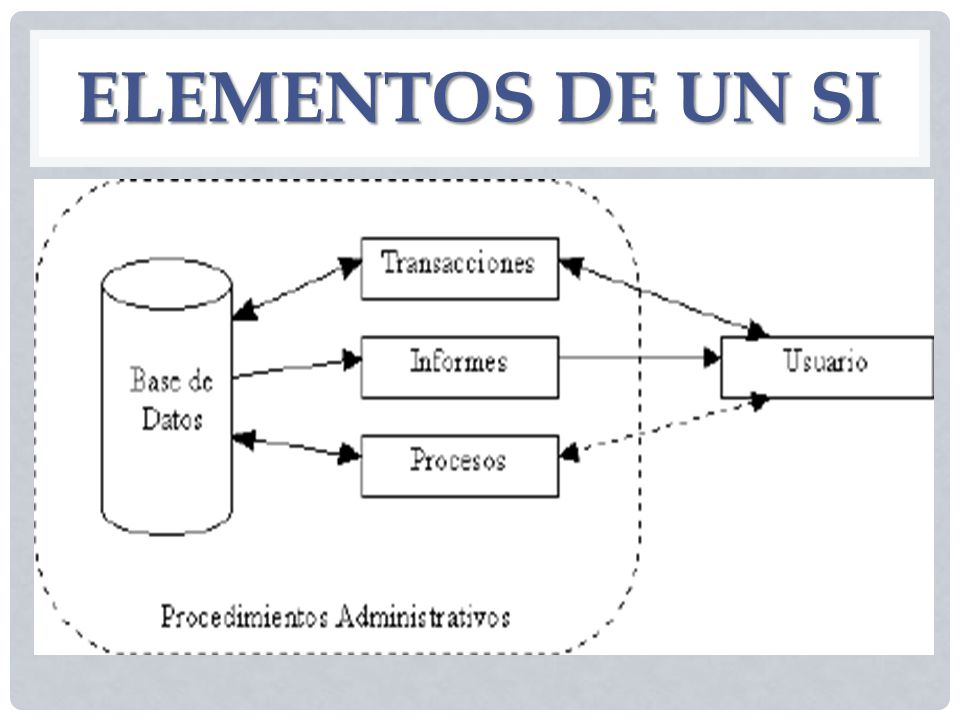 ELEMENTOS DE UN SI
Transacciones
Informes
Usuario
Base de
Datos
Procesos
Procedimientos Administrativos